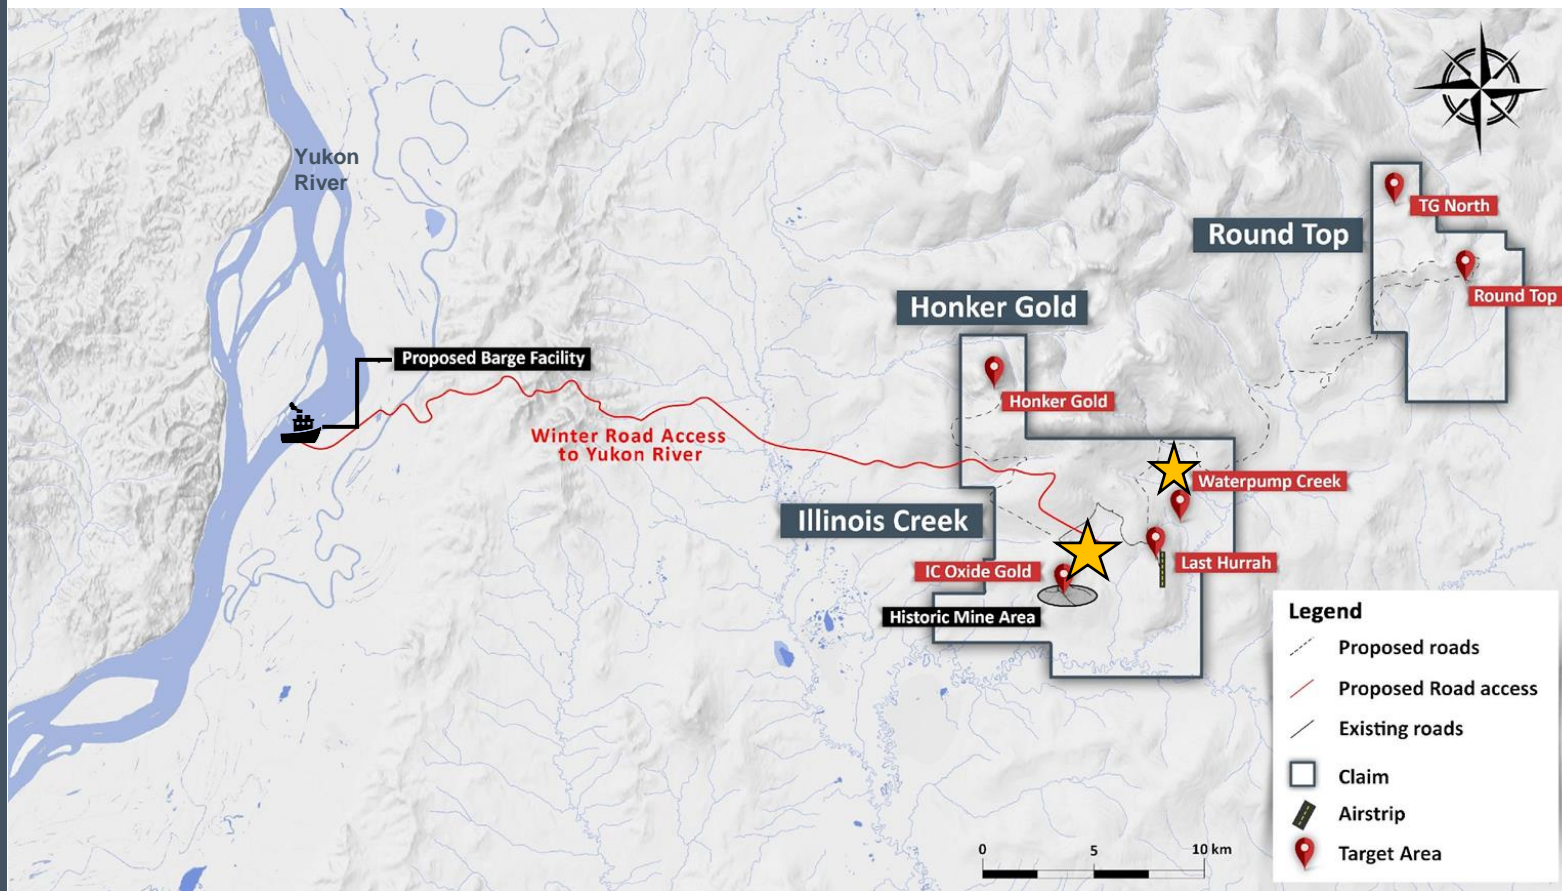 Yukon
River
TG North
Round Top
Round Top
Honker Gold
Proposed Barge Facility
Honker Gold
Winter Road Access
to Yukon River
Waterpump Creek
Illinois Creek
IC Oxide Gold
Last Hurrah
Historic Mine Area
Legend
Proposed roads
Proposed Road access
Existing roads
Claim
Airstrip
Target Area
0 5 10 km